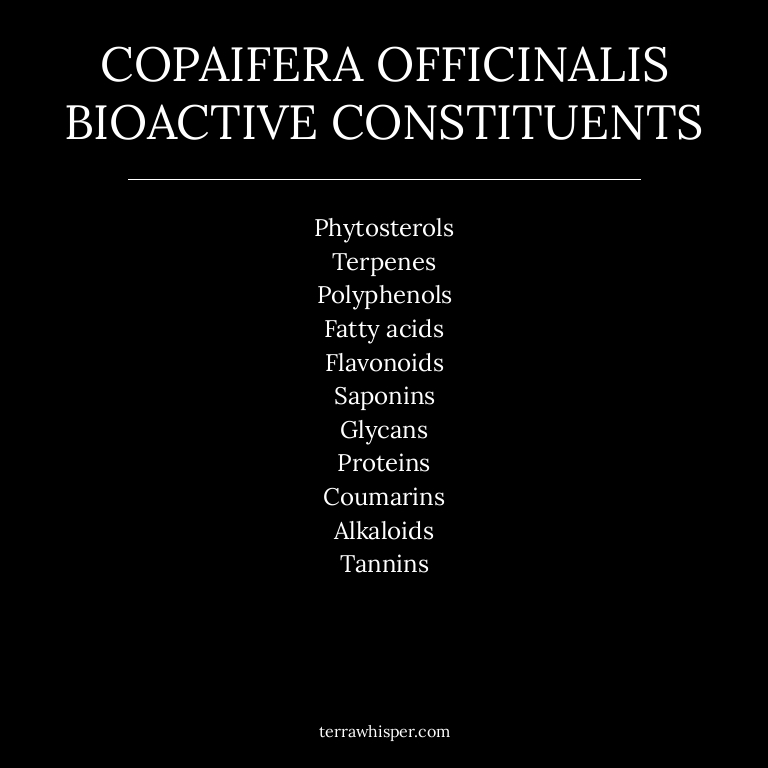 COPAIFERA OFFICINALIS
BIOACTIVE CONSTITUENTS
Phytosterols
Terpenes
Polyphenols
Fatty acids
Flavonoids
Saponins
Glycans
Proteins
Coumarins
Alkaloids
Tannins
terrawhisper.com